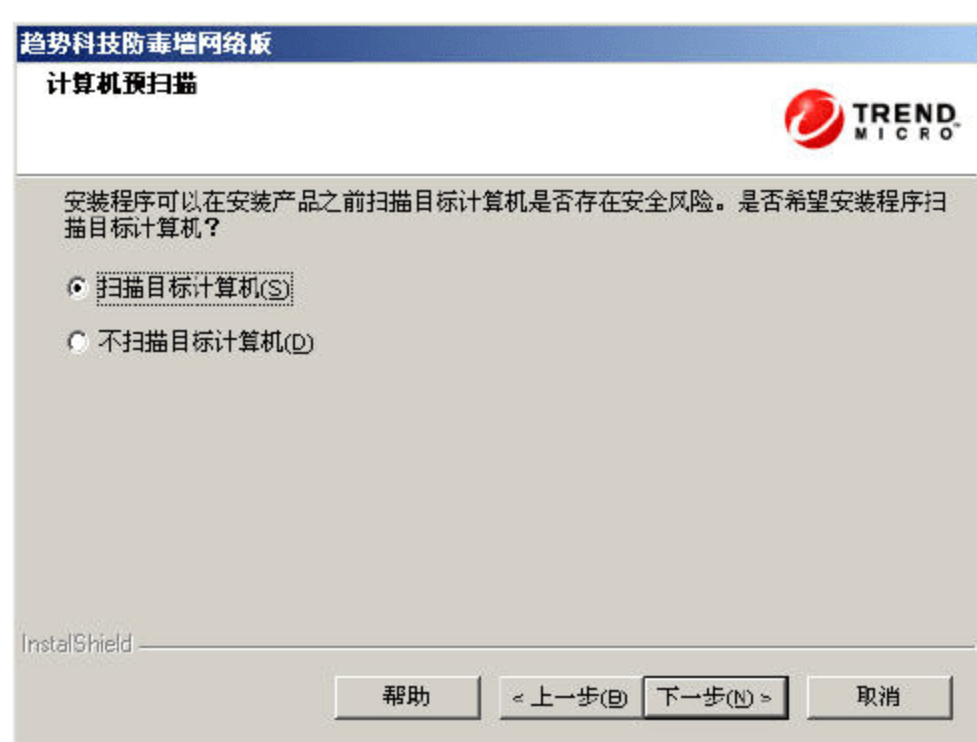 趋势科技防毒墙网络版
计算机预扫描
TREND
MICRO™
安装程序可以在安装产品之前扫描目标计算机是否存在安全风险。是否希望安装程序扫
描目标计算机?
扫描目标计算机(S)
不扫描目标计算机(D)
InstallShield
帮助
< 上一步(B)
下一步(N) >
取消